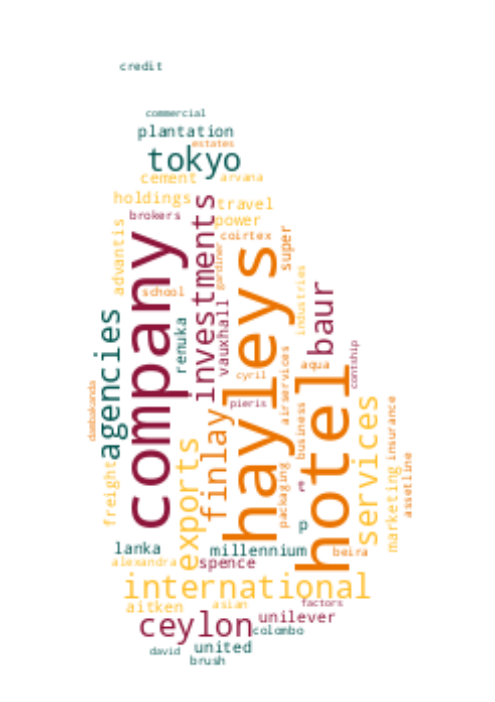 credit
commercial
plantation
estates
tokyo
cement
arvana
holdings
travel
brokers
power
coirtex
super
advantis
investments
gardiner
company
hayleys
school
renuka
vauxhall
industries
baur
agencies
cyril
aqua
contship
airservices
dambakanda
pieris
hotel
finlay
business
services
insurance
exports
freight
packaging
marketing
assetline
rt
p
lanka
millennium
beira
alexandra
spence
international
aitken
asian
factors
ceylon
unilever
colombo
david
united
brush